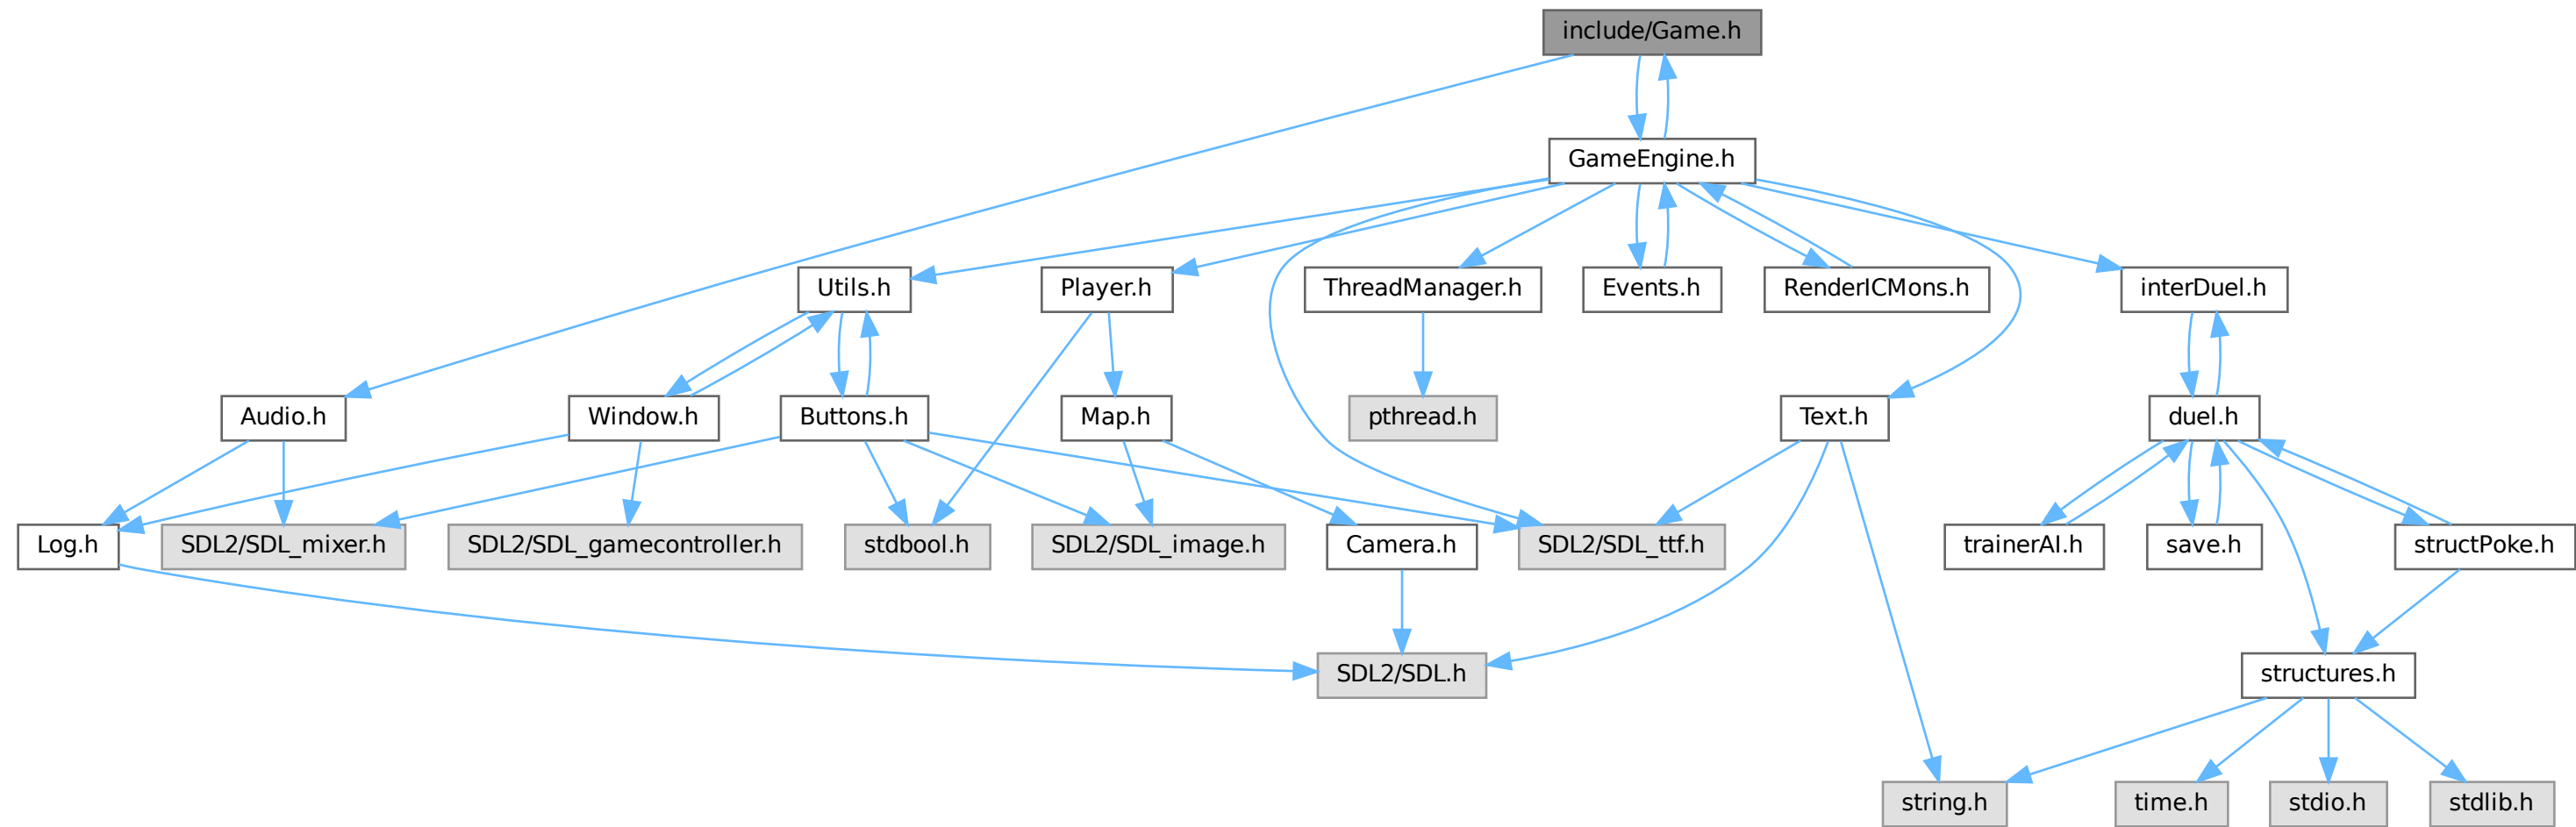 include/Game.h
GameEngine.h
Utils.h
Player.h
ThreadManager.h
Events.h
RenderICMons.h
interDuel.h
Audio.h
Window.h
Buttons.h
Map.h
pthread.h
Text.h
duel.h
Log.h
SDL2/SDL_mixer.h
SDL2/SDL_gamecontroller.h
stdbool.h
SDL2/SDL_image.h
Camera.h
SDL2/SDL_ttf.h
trainerAI.h
save.h
structPoke.h
SDL2/SDL.h
structures.h
string.h
time.h
stdio.h
stdlib.h